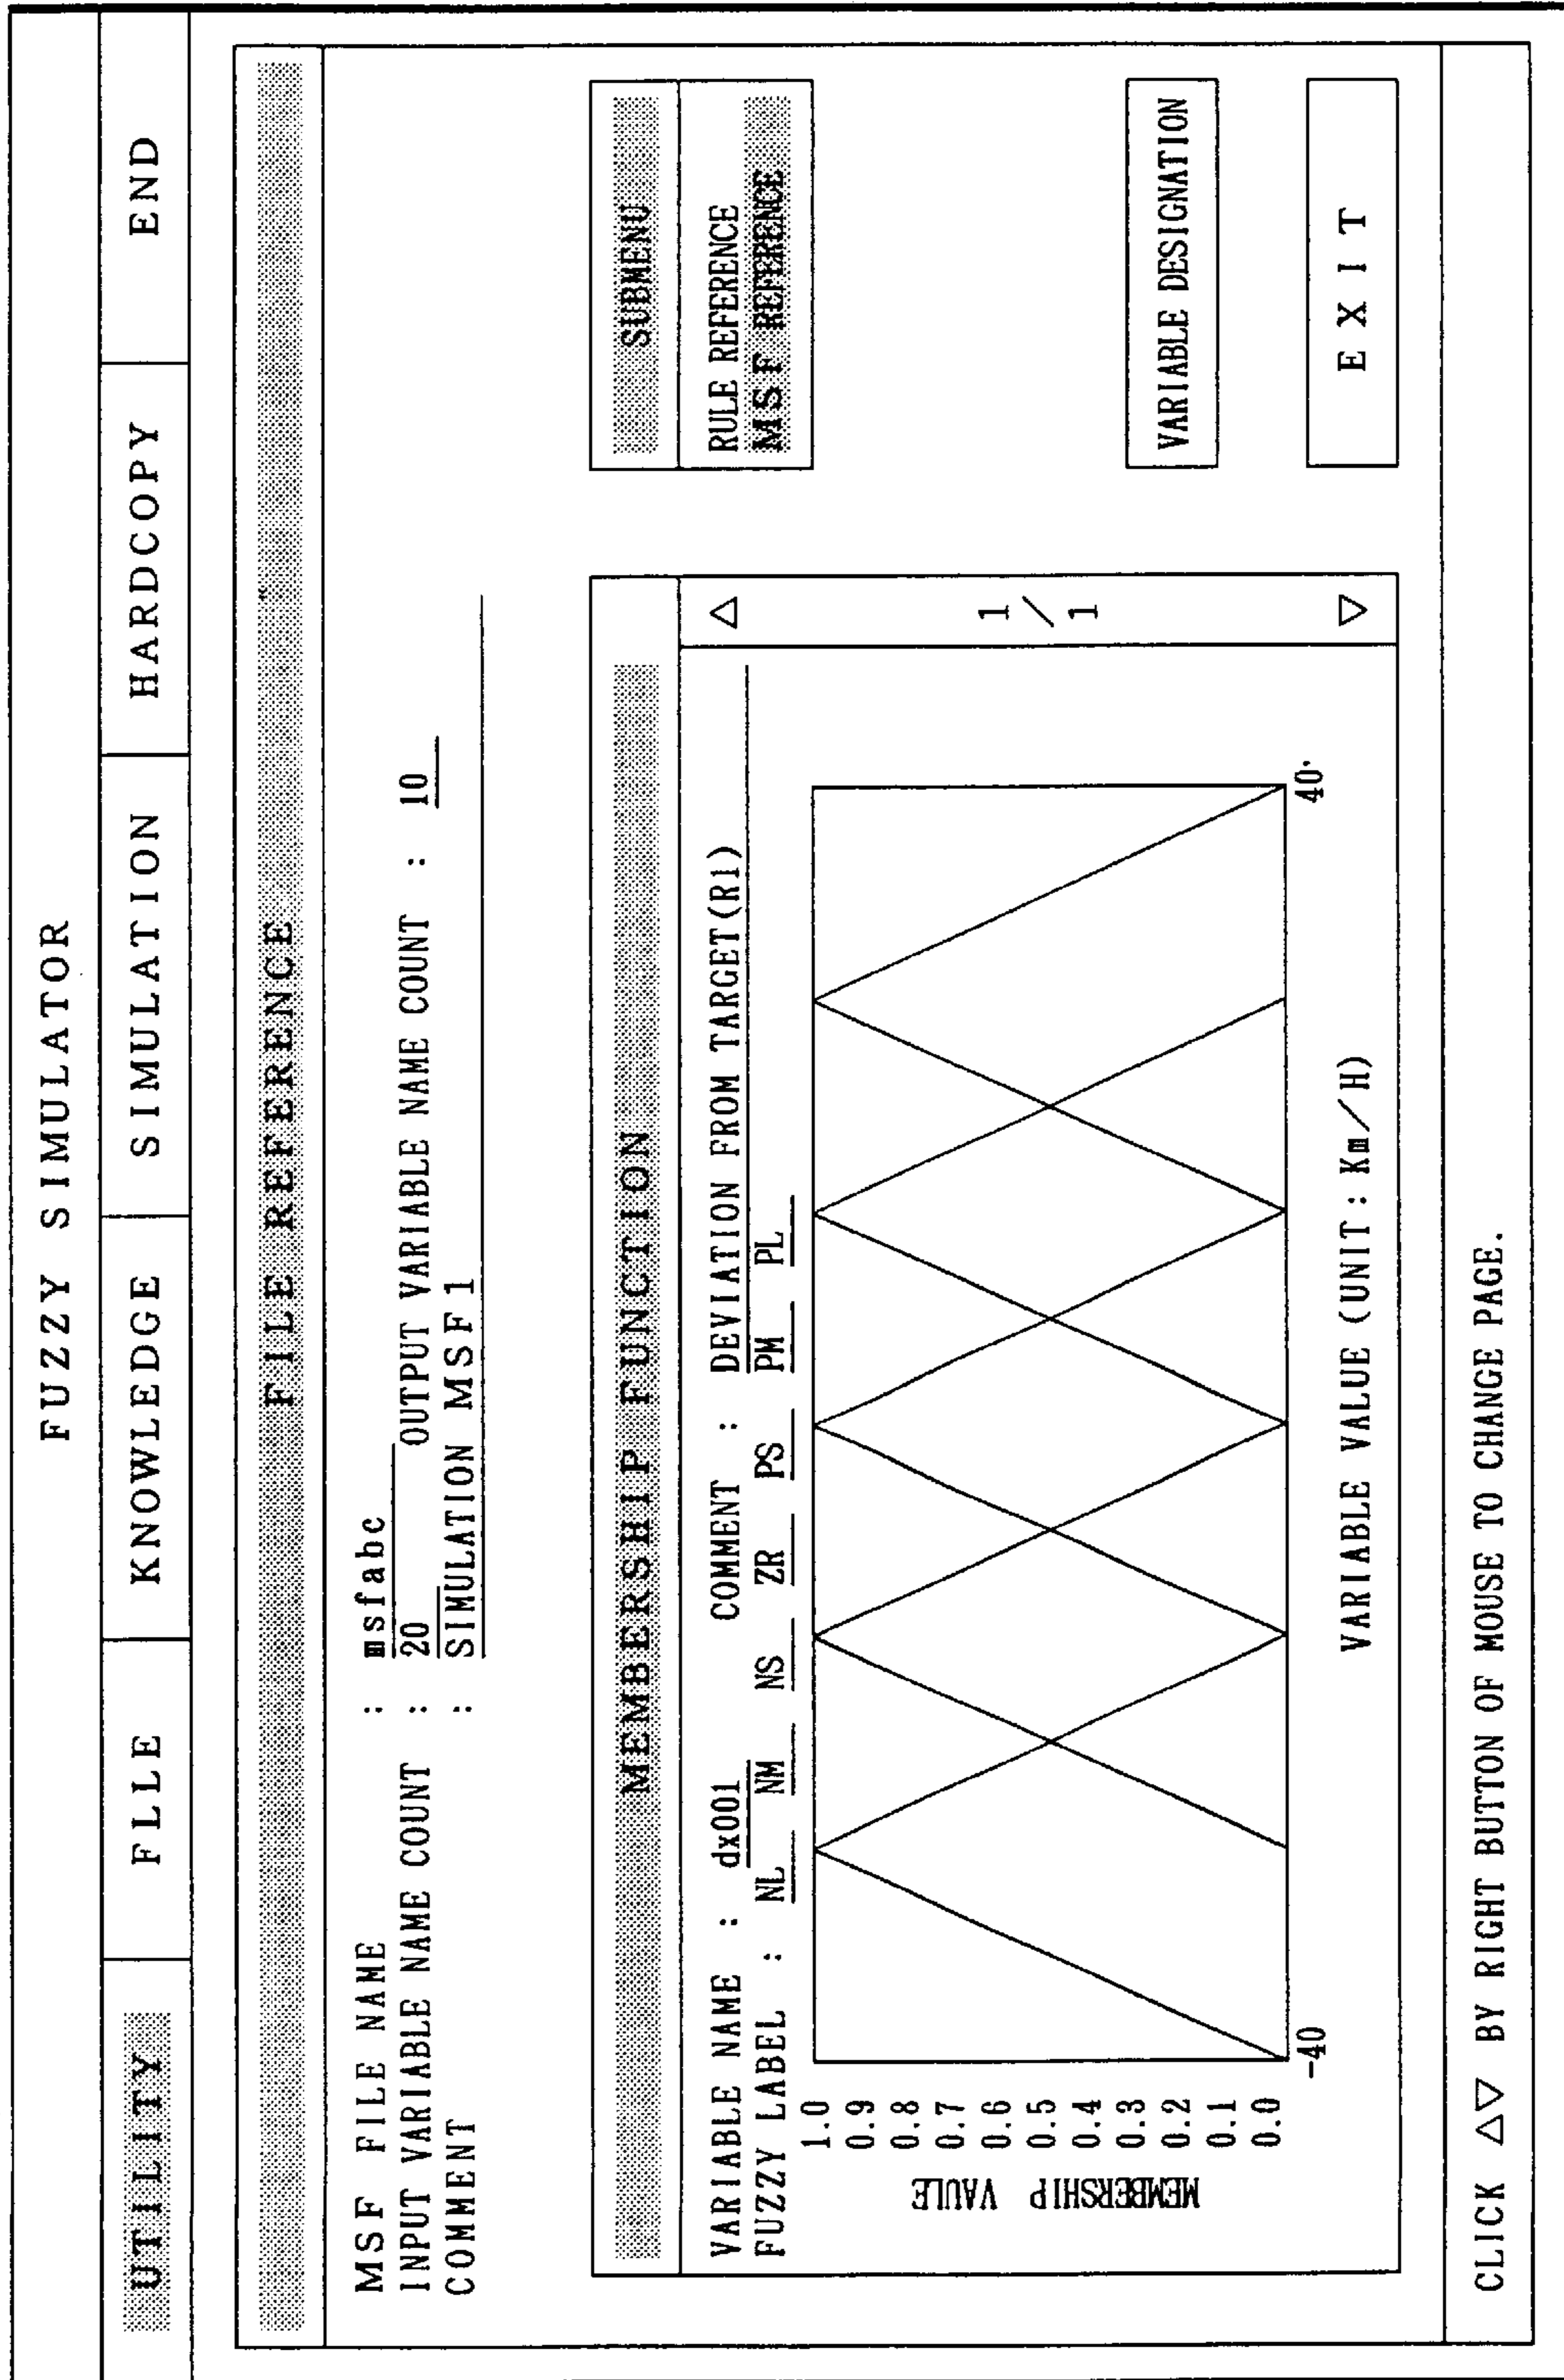 FUZZY SIMULATOR
UTILITY FLLE KNOWLEDGE SIMULATION HARDCOPY END
FILE REFERENCE
MSF FILE NAME : msfabc
INPUT VARIABLE NAME COUNT : 20 OUTPUT VARIABLE NAME COUNT : 10
COMMENT : SIMULATION MSF1
MEMBERSHIP FUNCTION
VARIABLE NAME : dx001 COMMENT : DEVIATION FROM TARGET(R1)
FUZZY LABEL : NL NM NS ZR PS PM PL
MEMBERSHIP VAULE
1.0
0.9
0.8
0.7
0.6
0.5
0.4
0.3
0.2
0.1
0.0
-40 40
VARIABLE VALUE (UNIT: Km/H)
△
1/1
▽
SUBMENU
RULE REFERENCE
MSF REFERENCE
VARIABLE DESIGNATION
EXIT
CLICK △▽ BY RIGHT BUTTON OF MOUSE TO CHANGE PAGE.